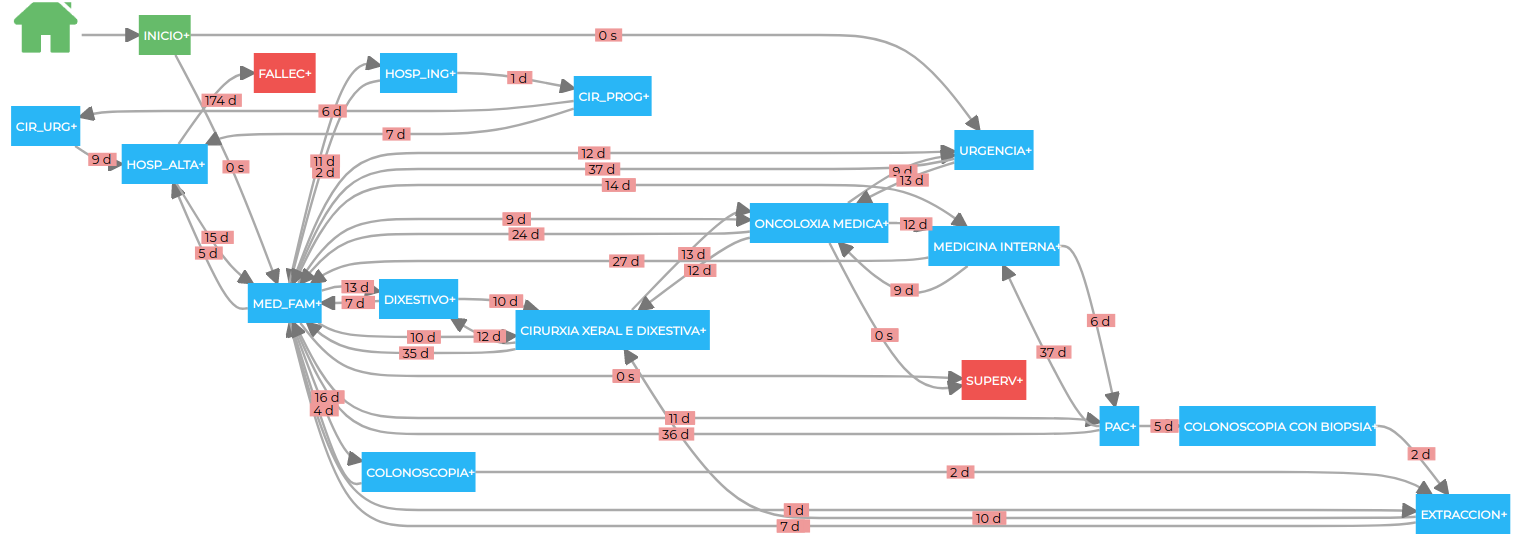 INICIO+
0 s
FALLEC+
HOSP_ING+
1 d
CIR_PROG+
174 d
6 d
CIR_URG+
7 d
9 d
HOSP_ALTA+
0 s
11 d
2 d
12 d
37 d
14 d
URGENCIA+
9 d
13 d
9 d
24 d
ONCOLOXIA MEDICA+
12 d
MEDICINA INTERNA+
15 d
5 d
13 d
12 d
27 d
9 d
MED_FAM+
13 d
7 d
DIXESTIVO+
10 d
CIRURXIA XERAL E DIXESTIVA+
10 d
12 d
35 d
0 s
6 d
37 d
0 s
SUPERV+
16 d
4 d
11 d
36 d
PAC+
5 d
COLONOSCOPIA CON BIOPSIA+
2 d
COLONOSCOPIA+
2 d
1 d
10 d
7 d
EXTRACCION+